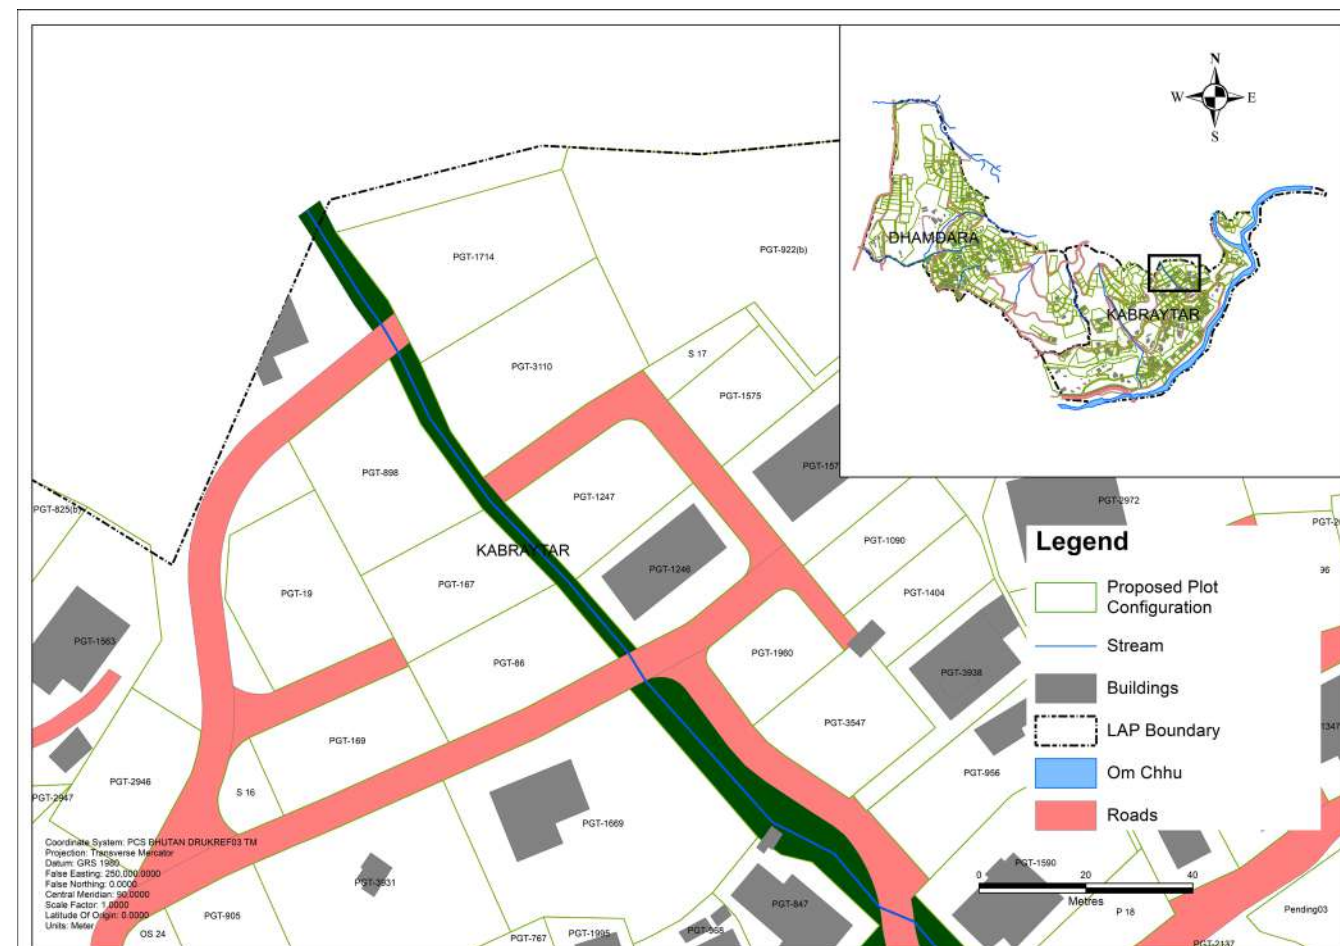 N
W E
S
DHAMDARA
KABRAYTAR
PGT-1714
PGT-922(b)
PGT-3110
S 17
PGT-1575
PGT-898
PGT-1247
PGT-825(b)
PGT-2972
KABRAYTAR
PGT-1090
PGT-167
PGT-1246
PGT-19
PGT-1404
PGT-1563
PGT-86
PGT-1960
PGT-3938
PGT-3547
PGT-169
PGT-956
PGT-2946
S 16
PGT-2947
PGT-1669
PGT-1590
PGT-3931
PGT-847
P 18
Pending03
PGT-905
OS 24
PGT-767
PGT-1995
PGT-968
PGT-2137
Legend
Proposed Plot
Configuration
Stream
Buildings
LAP Boundary
Om Chhu
Roads
0 20 40
Metres
Coordinate System: PCS BHUTAN DRUKREF03 TM
Projection: Transverse Mercator
Datum: GRS 1980
False Easting: 250,000.0000
False Northing: 0.0000
Central Meridian: 90.0000
Scale Factor: 1.0000
Latitude Of Origin: 0.0000
Units: Meter